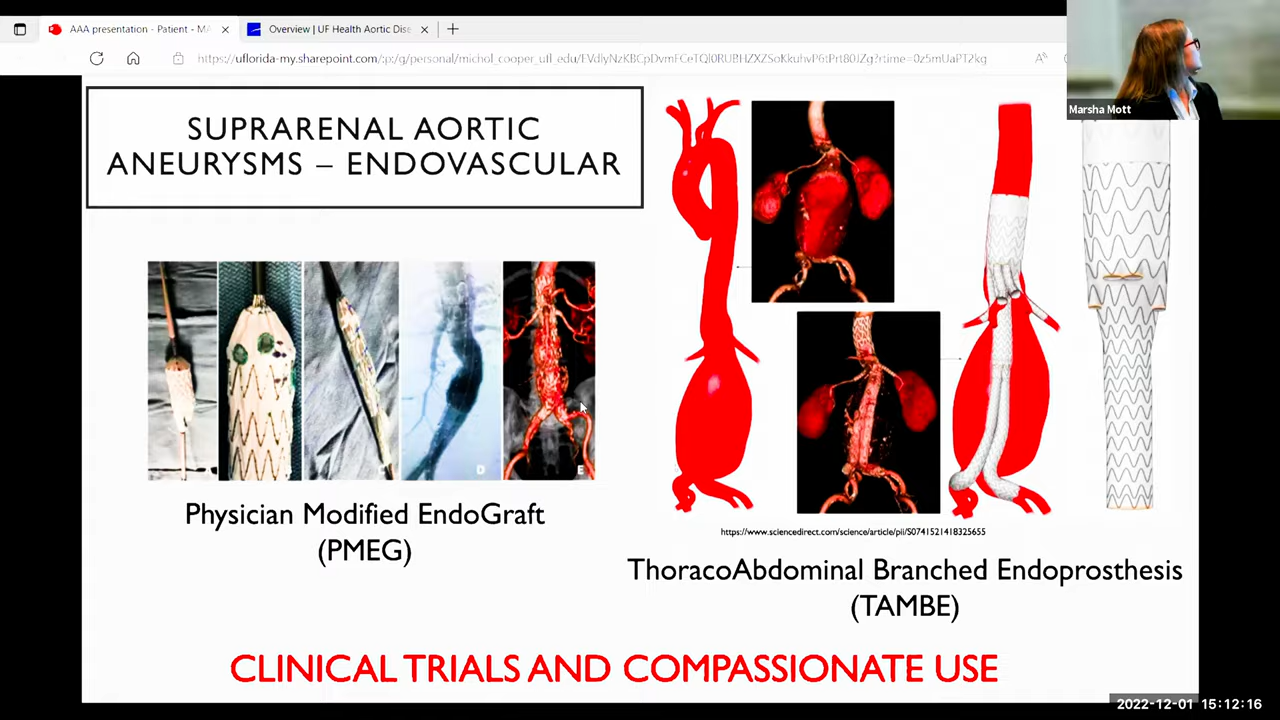 AAA presentation - Patient - MA
Overview | UF Health Aortic Dise
Marsha Mott
SUPRARENAL AORTIC
ANEURYSMS – ENDOVASCULAR
D
E
Physician Modified EndoGraft
(PMEG)
https://www.sciencedirect.com/science/article/pii/S0741521418325655
ThoracoAbdominal Branched Endoprosthesis
(TAMBE)
CLINICAL TRIALS AND COMPASSIONATE USE
2022-12-01 15:12:16